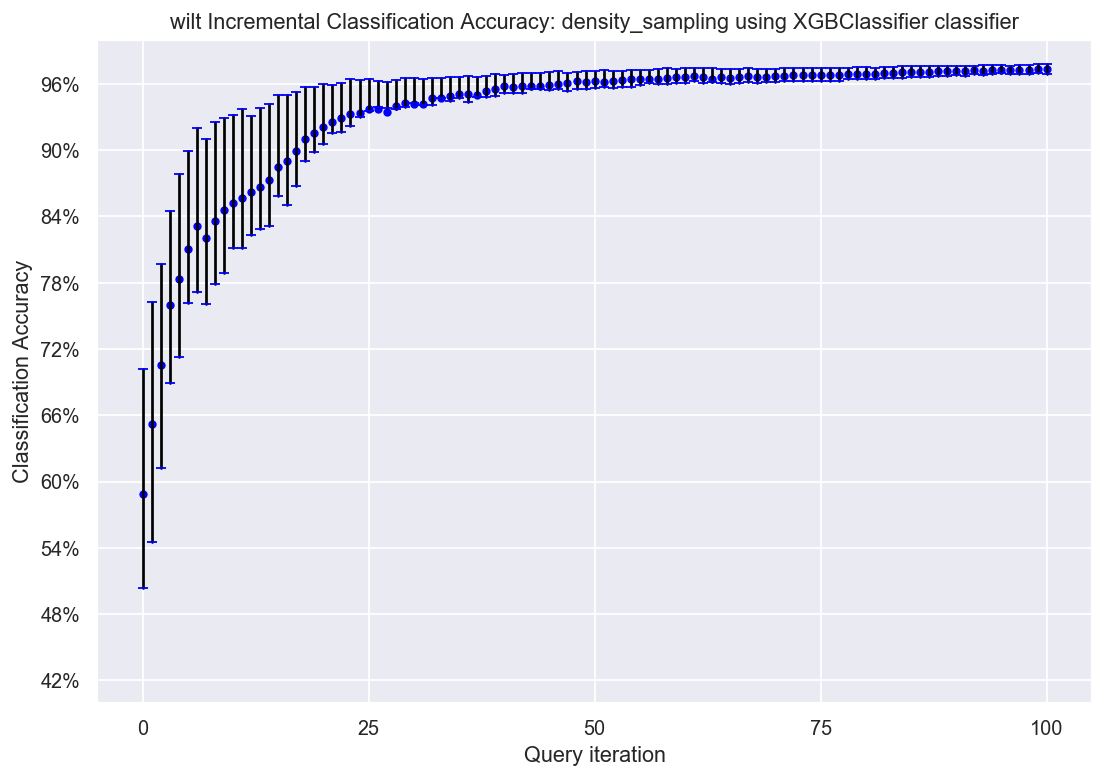 wilt Incremental Classification Accuracy: density_sampling using XGBClassifier classifier
Classification Accuracy
96%
90%
84%
78%
72%
66%
60%
54%
48%
42%
0 25 50 75 100
Query iteration